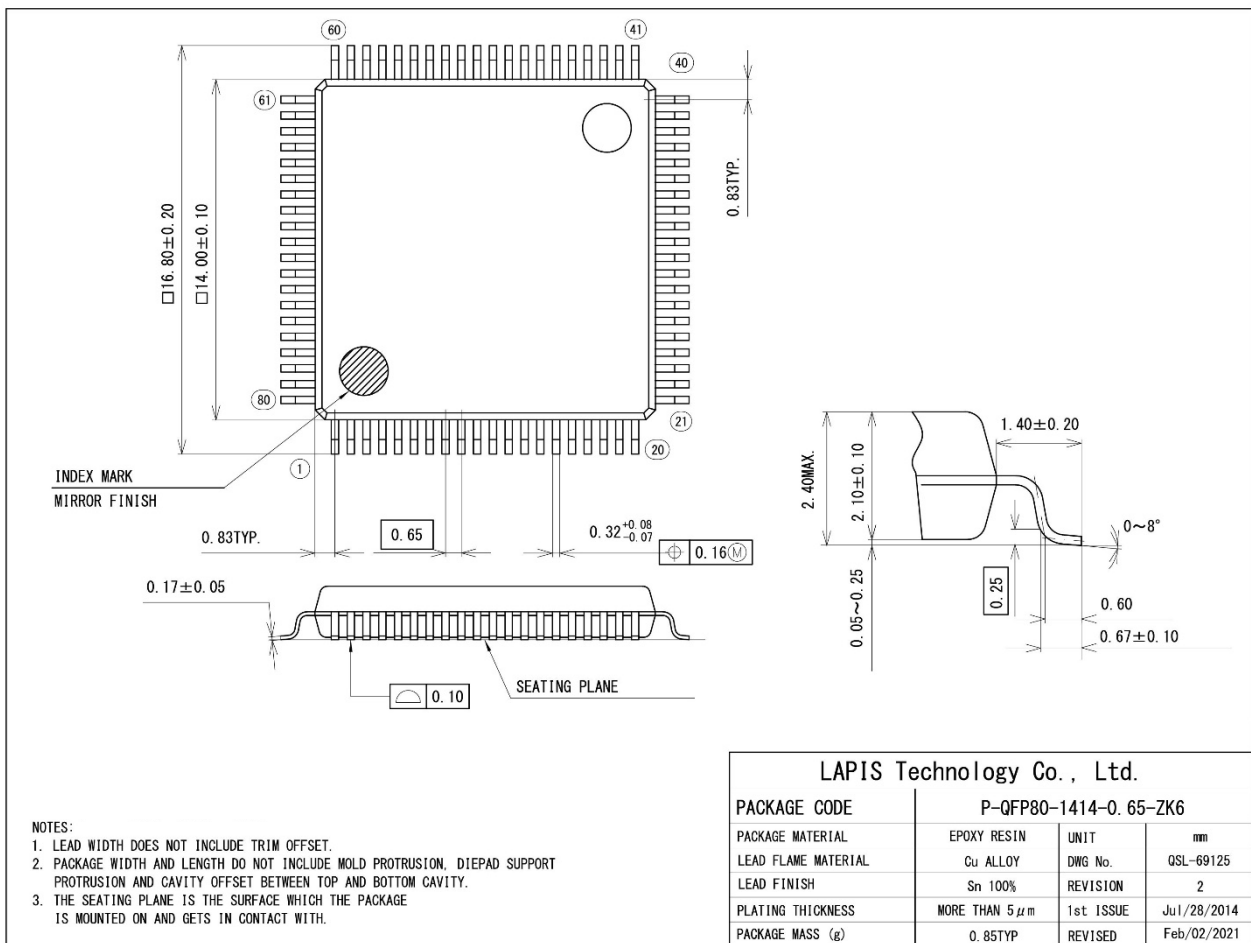 60
41
40
61
0.83TYP.
□16.80±0.20
□14.00±0.10
80
21
1
20
INDEX MARK
MIRROR FINISH
0.83TYP.
0.65
0.32 +0.08 -0.07
0.16Ⓜ
0.17±0.05
0.10
SEATING PLANE
2.40MAX.
2.10±0.10
1.40±0.20
0~8°
0.05~0.25
0.25
0.60
0.67±0.10
NOTES:
1. LEAD WIDTH DOES NOT INCLUDE TRIM OFFSET.
2. PACKAGE WIDTH AND LENGTH DO NOT INCLUDE MOLD PROTRUSION, DIEPAD SUPPORT
PROTRUSION AND CAVITY OFFSET BETWEEN TOP AND BOTTOM CAVITY.
3. THE SEATING PLANE IS THE SURFACE WHICH THE PACKAGE
IS MOUNTED ON AND GETS IN CONTACT WITH.
LAPIS Technology Co., Ltd.
PACKAGE CODE P-QFP80-1414-0.65-ZK6
PACKAGE MATERIAL EPOXY RESIN UNIT mm
LEAD FLAME MATERIAL Cu ALLOY DWG No. QSL-69125
LEAD FINISH Sn 100% REVISION 2
PLATING THICKNESS MORE THAN 5μm 1st ISSUE Jul/28/2014
PACKAGE MASS (g) 0.85TYP REVISED Feb/02/2021